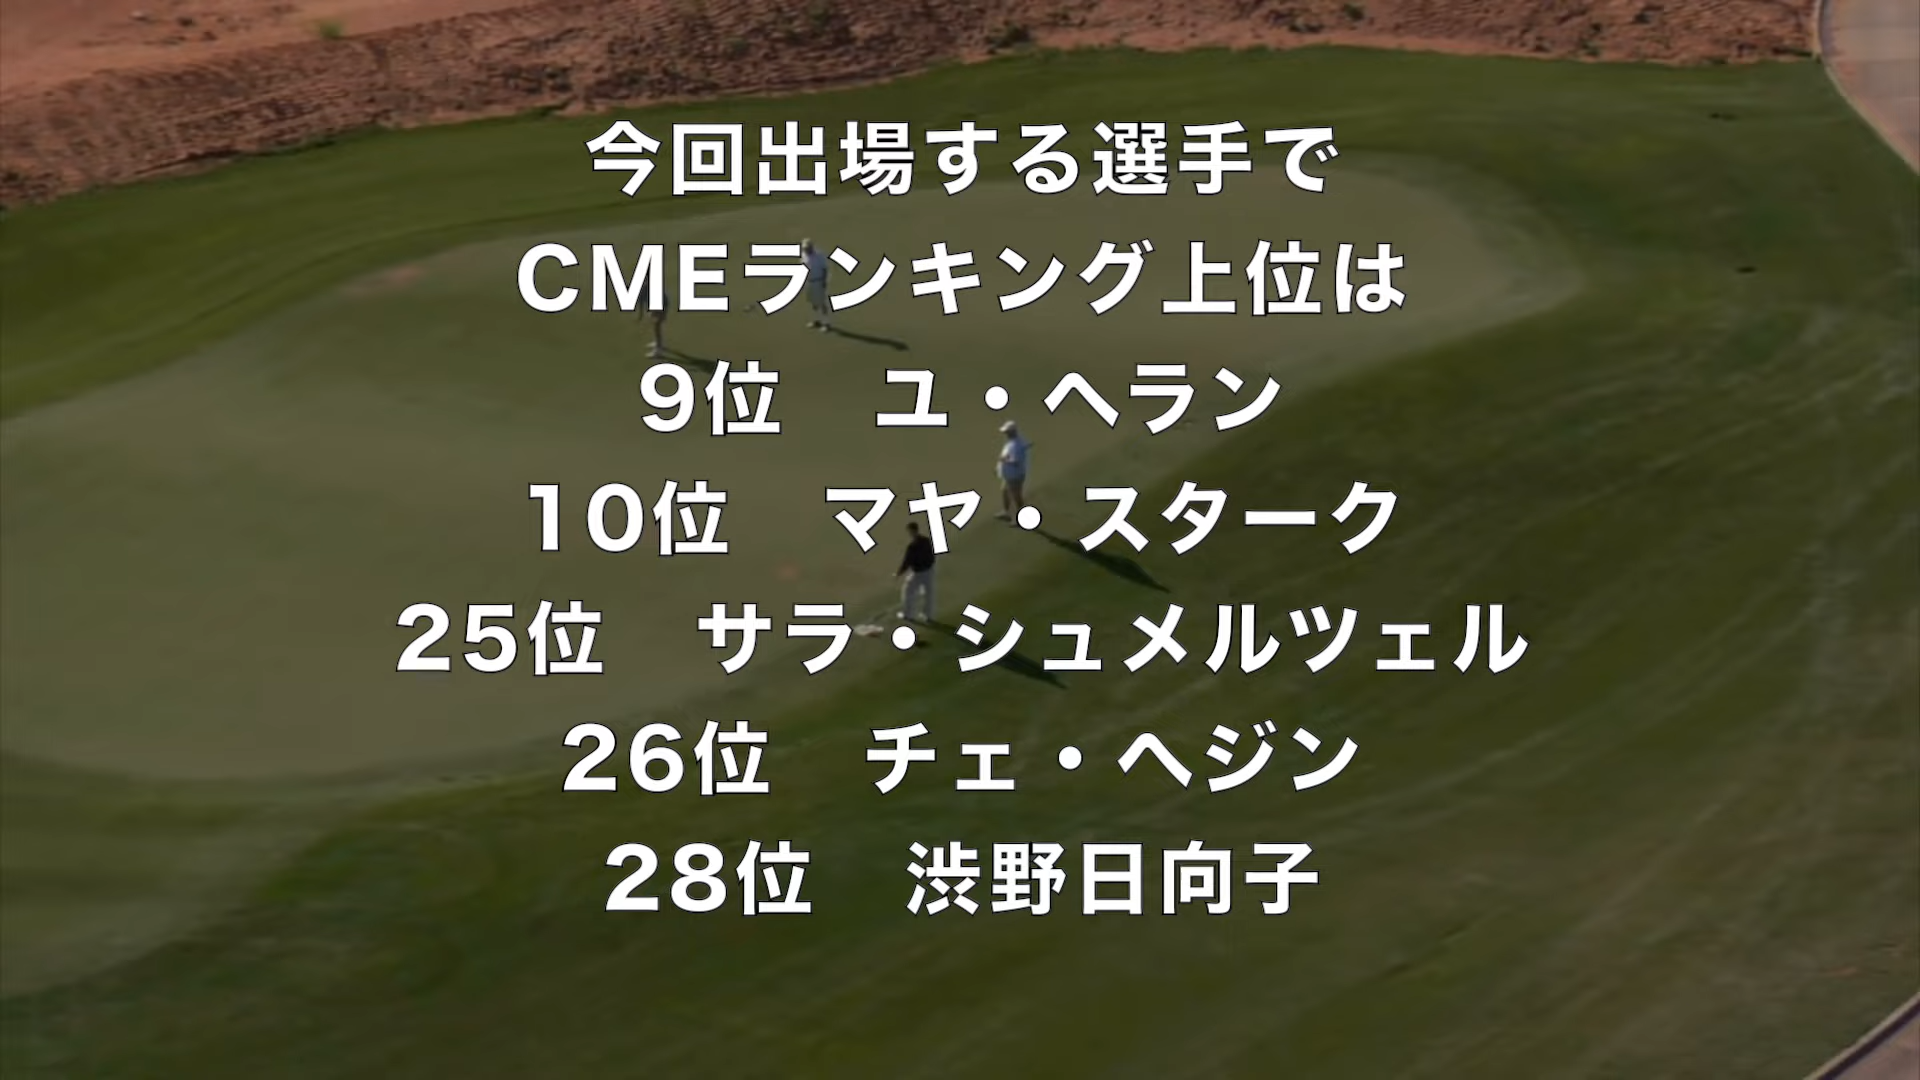 今回出場する選手で
CMEランキング上位は
9位　ユ・ヘラン
10位　マヤ・スターク
25位　サラ・シュメルツェル
26位　チェ・ヘジン
28位　渋野日向子